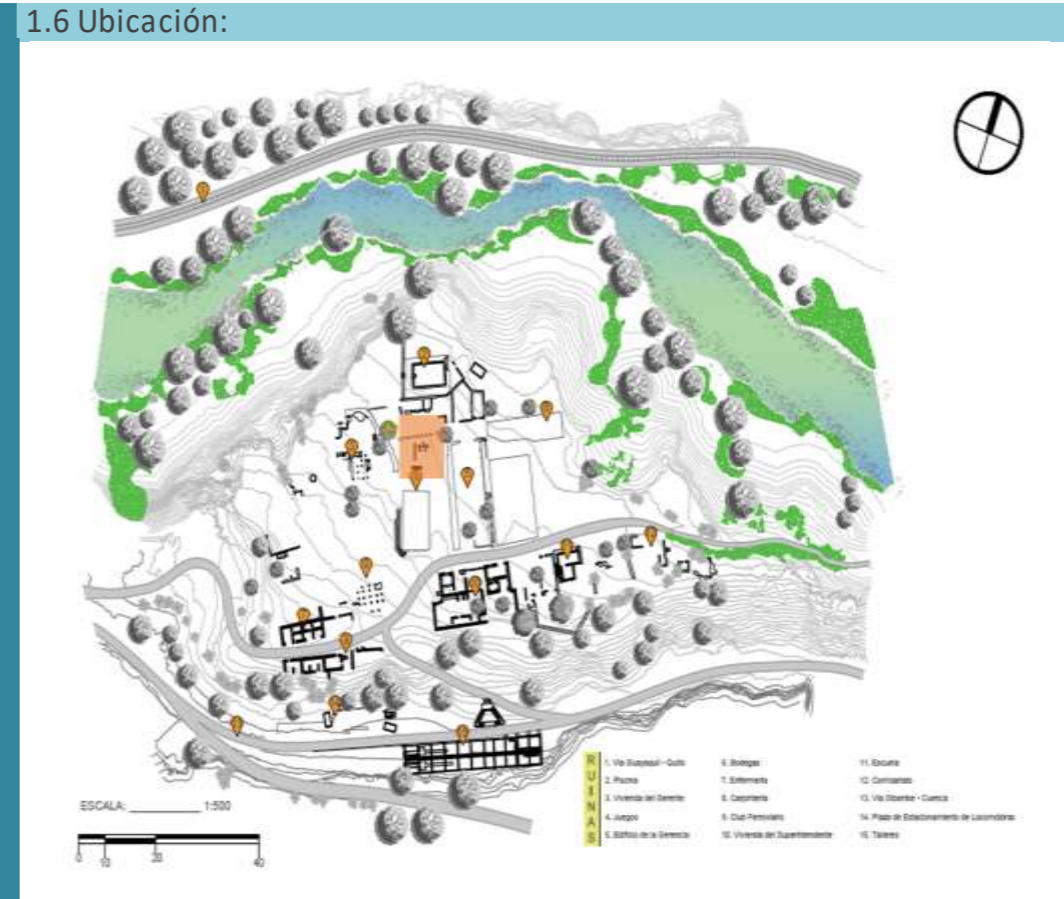 1.6 Ubicación:
ESCALA: 1:500
0 10 20 40
RUINAS
1. Vía Guayaquil - Quito
2. Piscina
3. Vivienda del Gerente
4. Juegos
5. Edificio de la Gerencia
6. Bodegas
7. Enfermería
8. Carpintería
9. Club Ferroviario
10. Vivienda del Superintendente
11. Escuela
12. Comisariato
13. Vía Sibambe - Cuenca
14. Plaza de Estacionamiento de Locomotoras
15. Talleres